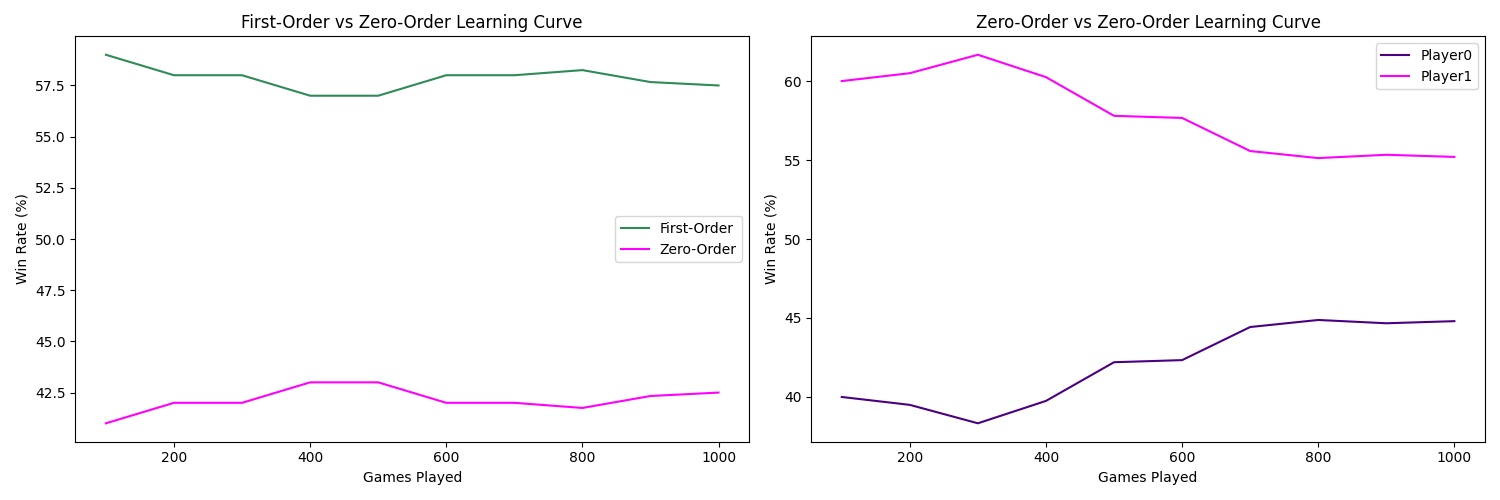 First-Order vs Zero-Order Learning Curve
57.5
55.0
52.5
50.0
47.5
45.0
42.5
Win Rate (%)
First-Order
Zero-Order
200 400 600 800 1000
Games Played
Zero-Order vs Zero-Order Learning Curve
Player0
Player1
60
55
50
45
40
Win Rate (%)
200 400 600 800 1000
Games Played